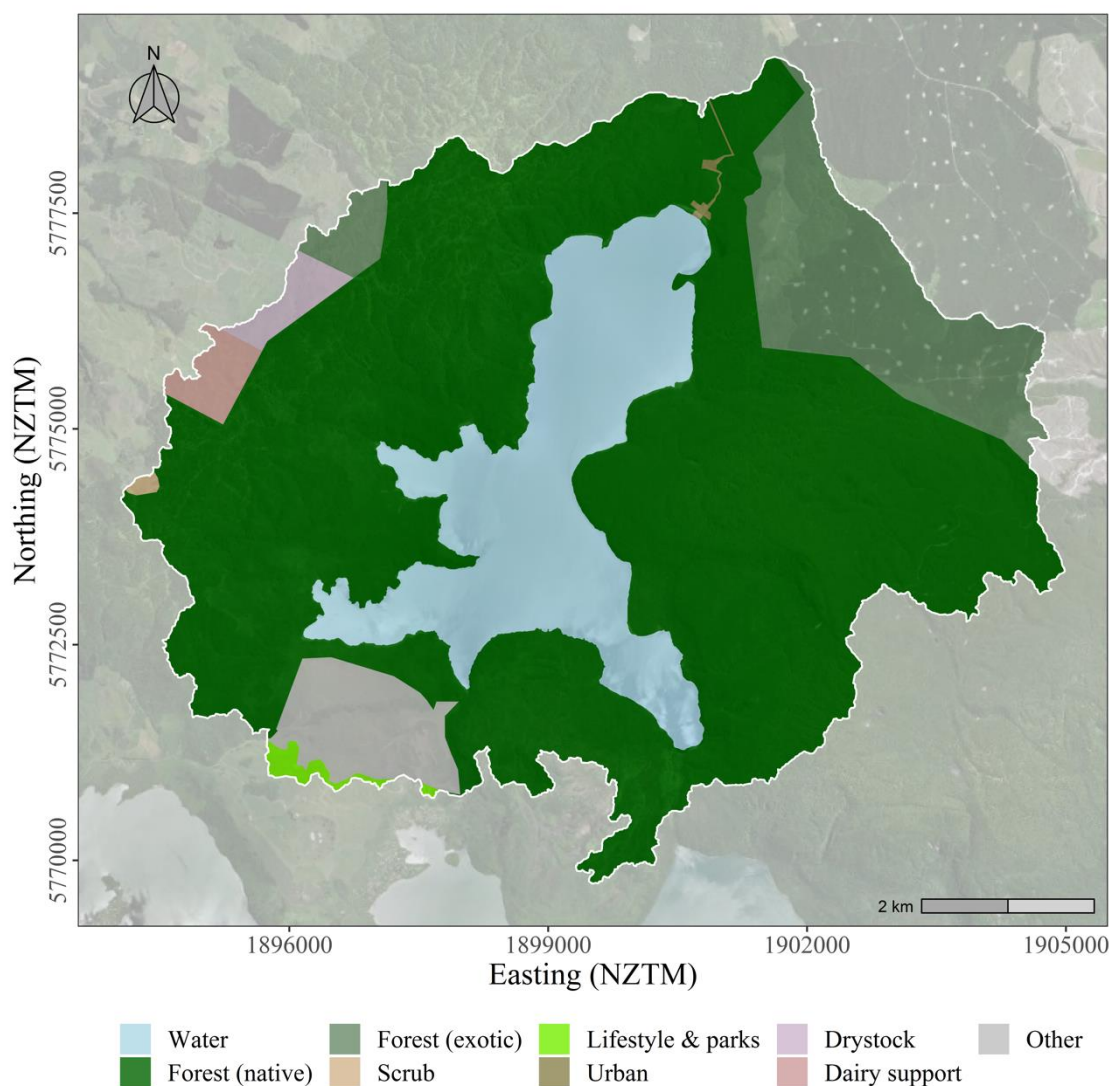 N
5777500
5775000
5772500
5770000
Northing (NZTM)
2 km
1896000 1899000 1902000 1905000
Easting (NZTM)
Water Forest (exotic) Lifestyle & parks Drystock Other
Forest (native) Scrub Urban Dairy support